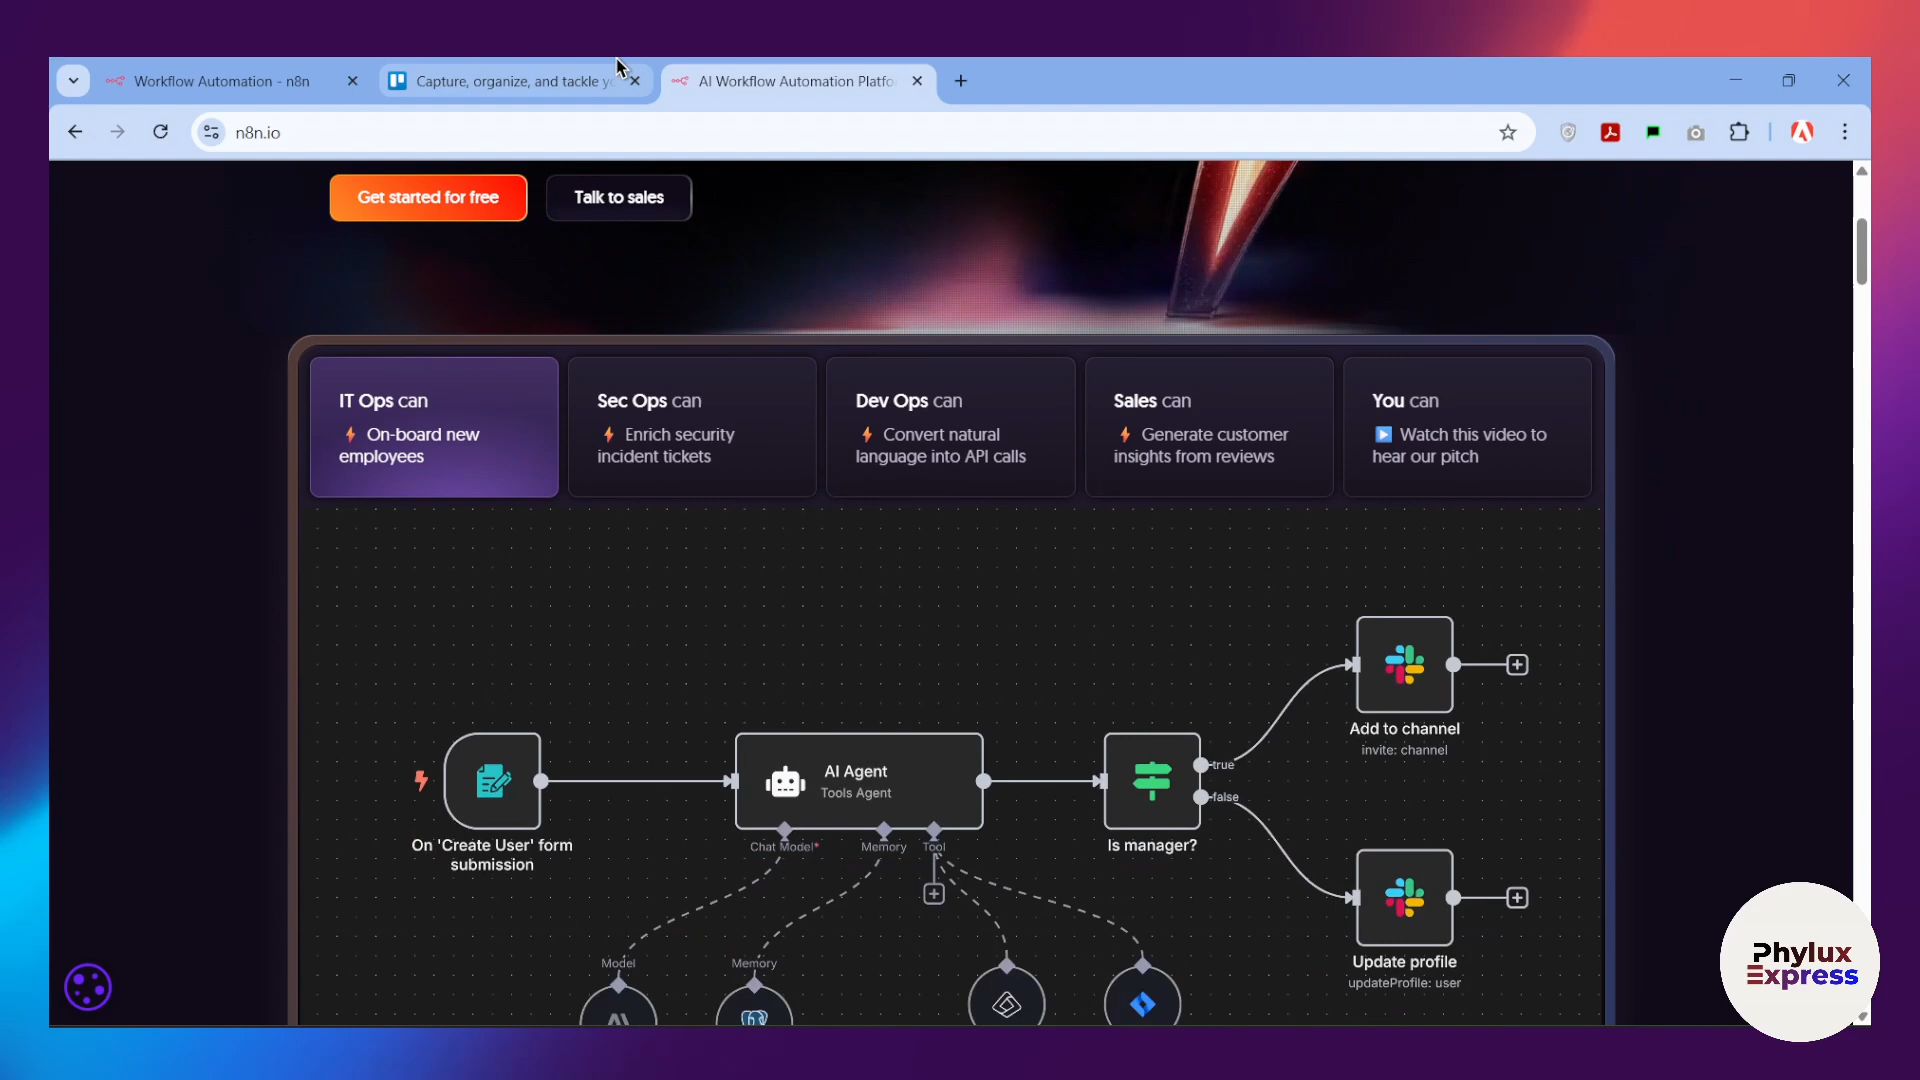 Workflow Automation - n8n
Capture, organize, and tackle yo
AI Workflow Automation Platfo
n8n.io
Get started for free
Talk to sales
IT Ops can
On-board new
employees
Sec Ops can
Enrich security
incident tickets
Dev Ops can
Convert natural
language into API calls
Sales can
Generate customer
insights from reviews
You can
Watch this video to
hear our pitch
Add to channel
invite: channel
AI Agent
Tools Agent
true
false
On 'Create User' form
submission
Chat Model*
Memory
Tool
Is manager?
Model
Memory
Update profile
updateProfile: user
Phylux
Express